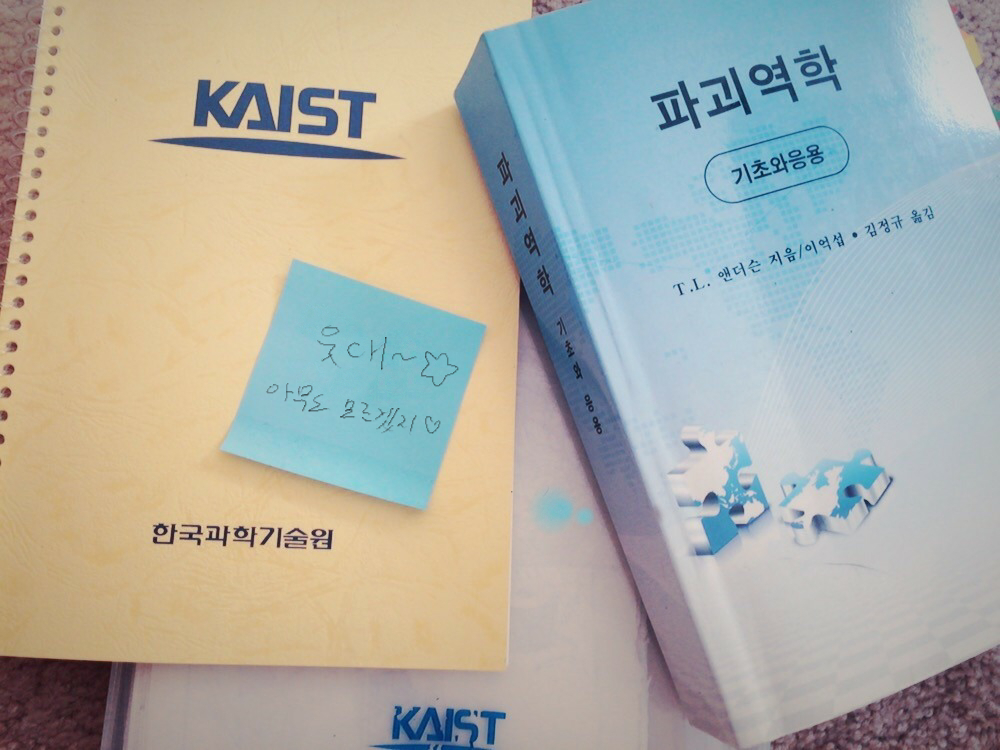 KAIST
웃대~
아무도 모르겠지♡
한국과학기술원
KAIST
파괴역학
기초와응용
T.L. 앤더슨 지음/이억섭 • 김정규 옮김
파괴역학 기초와 응용